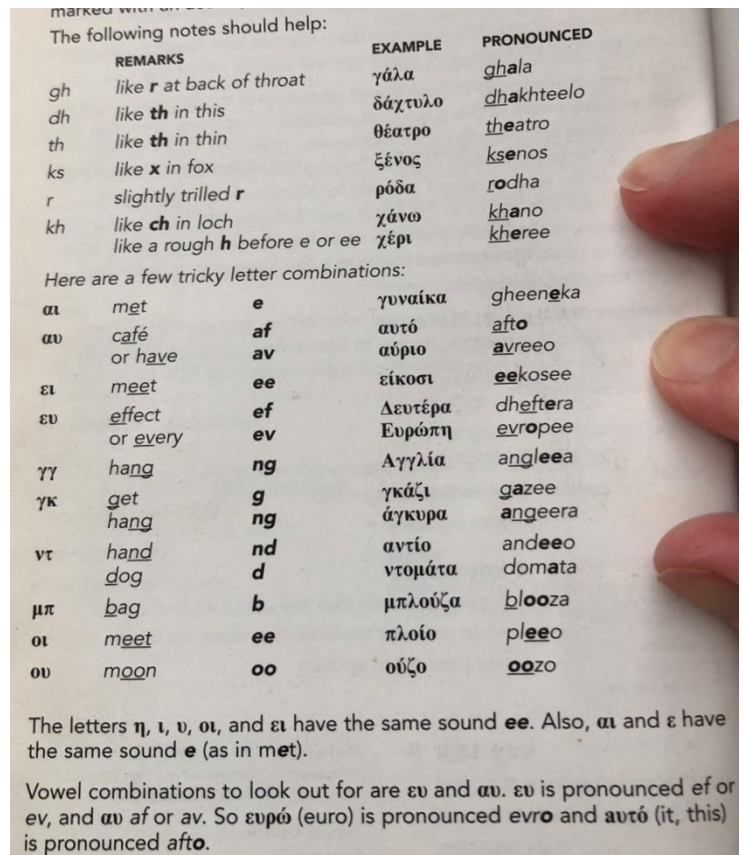 marked with an
The following notes should help:
REMARKS EXAMPLE PRONOUNCED
gh like r at back of throat γάλα ghala
dh like th in this δάχτυλο dhakhteelo
th like th in thin θέατρο theatro
ks like x in fox ξένος ksenos
r slightly trilled r ρόδα rodha
kh like ch in loch χάνω khano
like a rough h before e or ee χέρι kheree
Here are a few tricky letter combinations:
αι met e γυναίκα gheeneka
αυ café af αυτό afto
or have av αύριο avreeo
ει meet ee είκοσι eekosee
ευ effect ef Δευτέρα dheftera
or every ev Ευρώπη evropee
γγ hang ng Αγγλία angleea
γκ get g γκάζι gazee
hang ng άγκυρα angeera
ντ hand nd αντίο andeeo
dog d ντομάτα domata
μπ bag b μπλούζα blooza
οι meet ee πλοίο pleeo
ου moon oo ούζο oozo
The letters η, ι, υ, οι, and ει have the same sound ee. Also, αι and ε have
the same sound e (as in met).
Vowel combinations to look out for are ευ and αυ. ευ is pronounced ef or
ev, and αυ af or av. So ευρώ (euro) is pronounced evro and αυτό (it, this)
is pronounced afto.